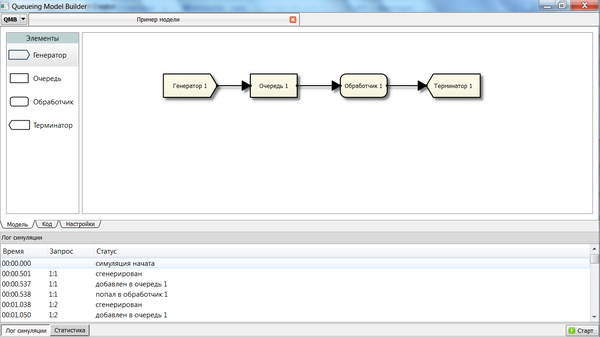 Queueing Model Builder
QMB Пример модели
Элементы
Генератор
Очередь
Обработчик
Терминатор
Генератор 1 Очередь 1 Обработчик 1 Терминатор 1
Модель Код Настройки
Лог симуляции
Время Запрос Статус
00:00.000 симуляция начата
00:00.501 1:1 сгенерирован
00:00.537 1:1 добавлен в очередь 1
00:00.538 1:1 попал в обработчик 1
00:01.038 1:2 сгенерирован
00:01.050 1:2 добавлен в очередь 1
Лог симуляции Статистика Старт